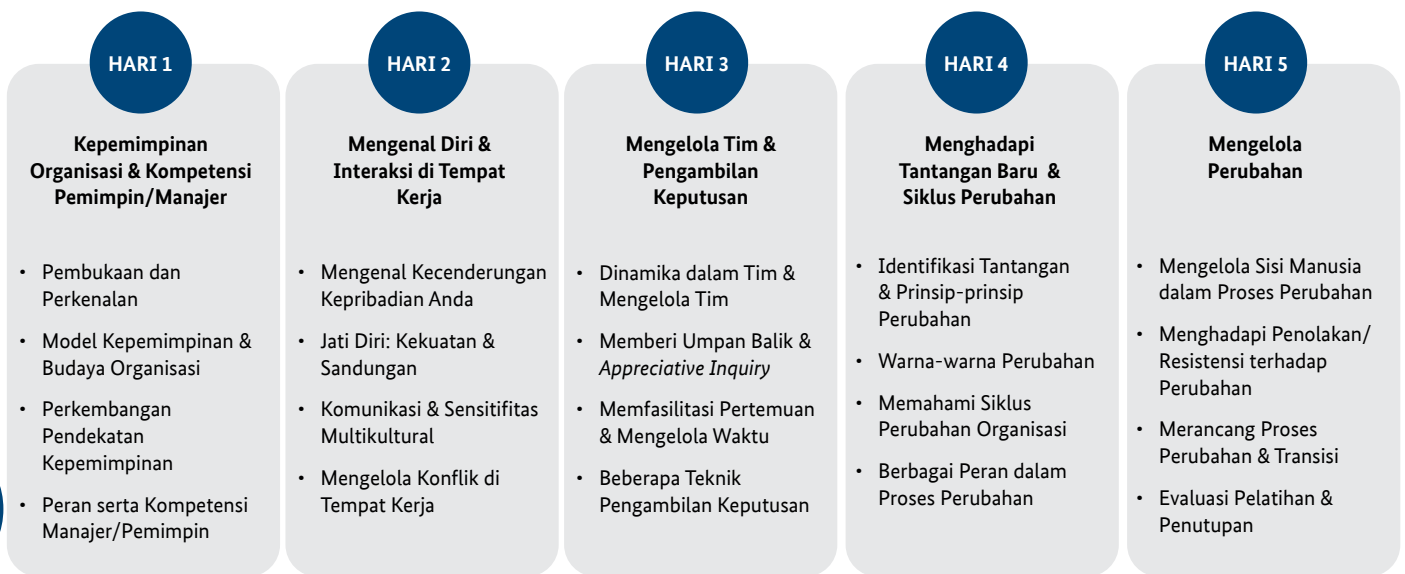 HARI 1
Kepemimpinan
Organisasi & Kompetensi
Pemimpin/Manajer
• Pembukaan dan
Perkenalan
• Model Kepemimpinan &
Budaya Organisasi
• Perkembangan
Pendekatan
Kepemimpinan
• Peran serta Kompetensi
Manajer/Pemimpin
HARI 2
Mengenal Diri &
Interaksi di Tempat
Kerja
• Mengenal Kecenderungan
Kepribadian Anda
• Jati Diri: Kekuatan &
Sandungan
• Komunikasi & Sensitifitas
Multikultural
• Mengelola Konflik di
Tempat Kerja
HARI 3
Mengelola Tim &
Pengambilan
Keputusan
• Dinamika dalam Tim &
Mengelola Tim
• Memberi Umpan Balik &
Appreciative Inquiry
• Memfasilitasi Pertemuan
& Mengelola Waktu
• Beberapa Teknik
Pengambilan Keputusan
HARI 4
Menghadapi
Tantangan Baru &
Siklus Perubahan
• Identifikasi Tantangan
& Prinsip-prinsip
Perubahan
• Warna-warna Perubahan
• Memahami Siklus
Perubahan Organisasi
• Berbagai Peran dalam
Proses Perubahan
HARI 5
Mengelola
Perubahan
• Mengelola Sisi Manusia
dalam Proses Perubahan
• Menghadapi Penolakan/
Resistensi terhadap
Perubahan
• Merancang Proses
Perubahan & Transisi
• Evaluasi Pelatihan &
Penutupan